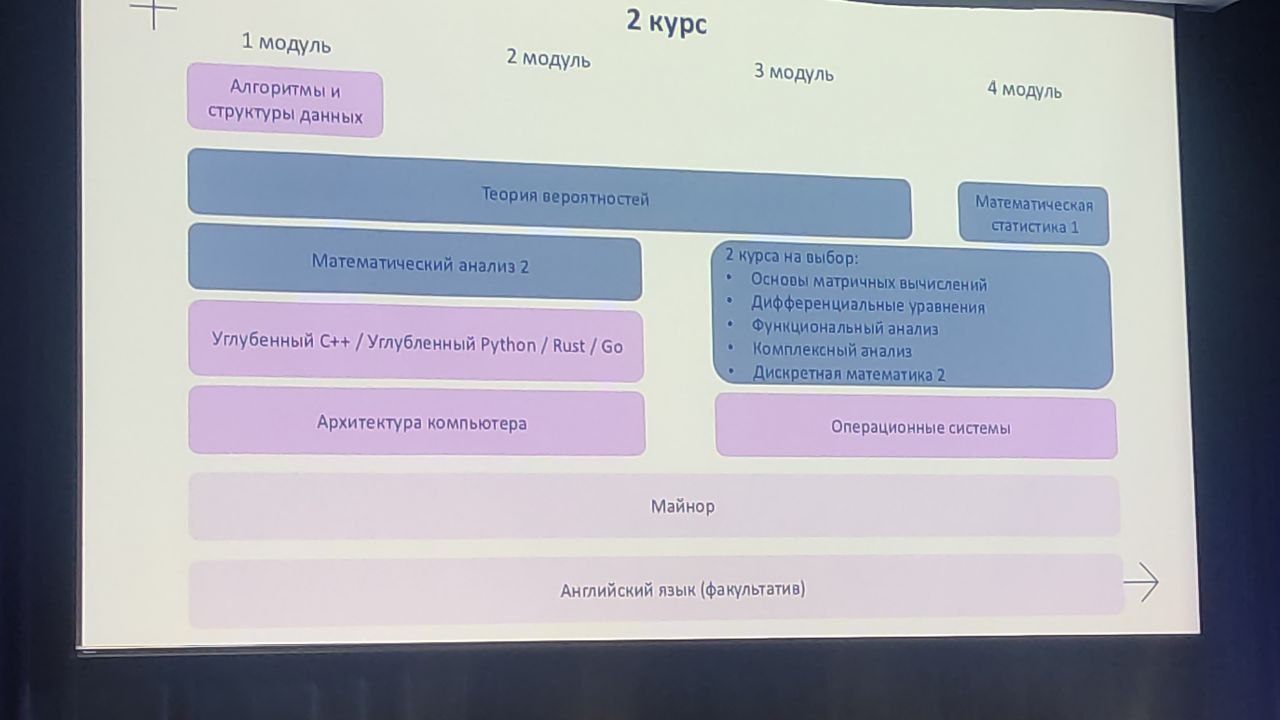 2 курс
1 модуль
2 модуль
3 модуль
4 модуль
Алгоритмы и
структуры данных
Теория вероятностей
Математическая
статистика 1
Математический анализ 2
2 курса на выбор:
• Основы матричных вычислений
• Дифференциальные уравнения
• Функциональный анализ
• Комплексный анализ
• Дискретная математика 2
Углубенный C++ / Углубленный Python / Rust / Go
Архитектура компьютера
Операционные системы
Майнор
Английский язык (факультатив)